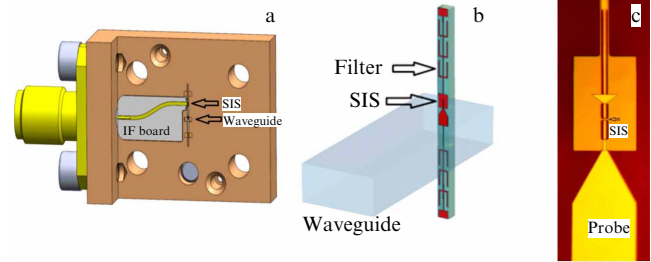 a
SIS
Waveguide
IF board
b
Filter
SIS
Waveguide
c
SIS
Probe